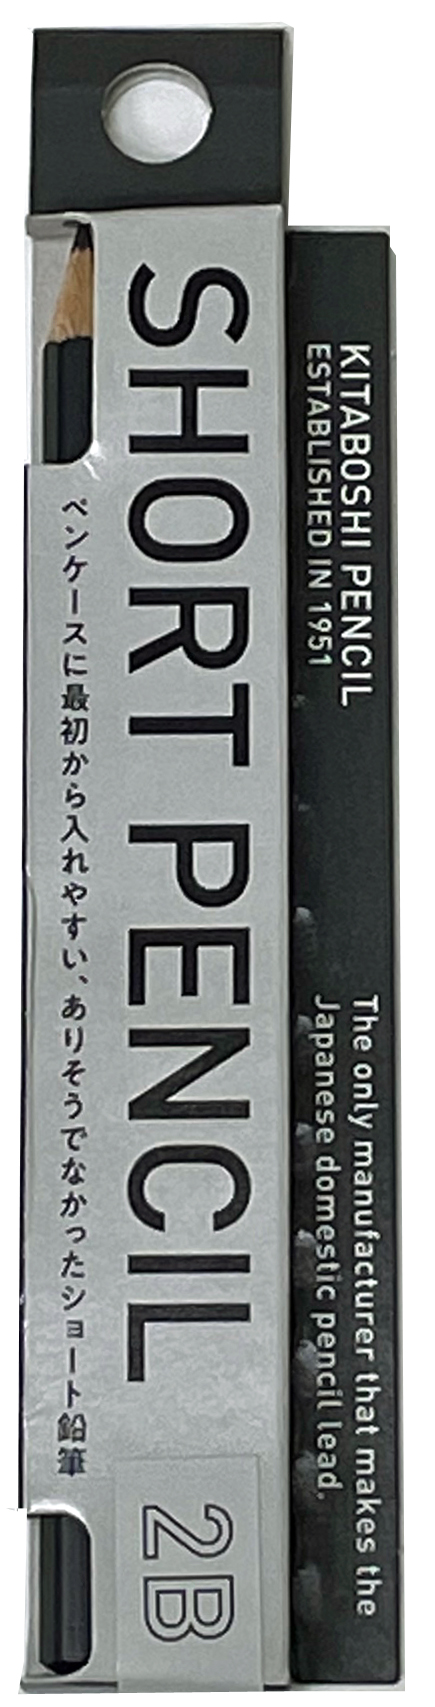 SHORT PENCIL
2B
ペンケースに最初から入れやすい、ありそうでなかったショート鉛筆
KITABOSHI PENCIL
ESTABLISHED IN 1951
The only manufacturer that makes the
Japanese domestic pencil lead.